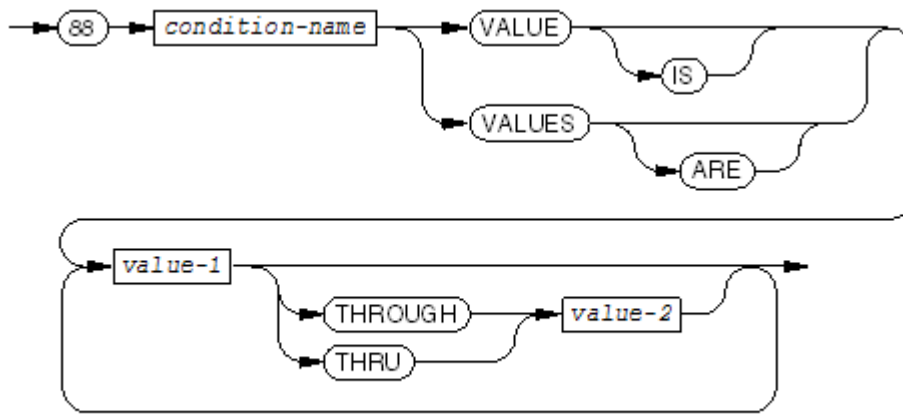 88 condition-name VALUE
IS
VALUES
ARE
value-1
THROUGH value-2
THRU